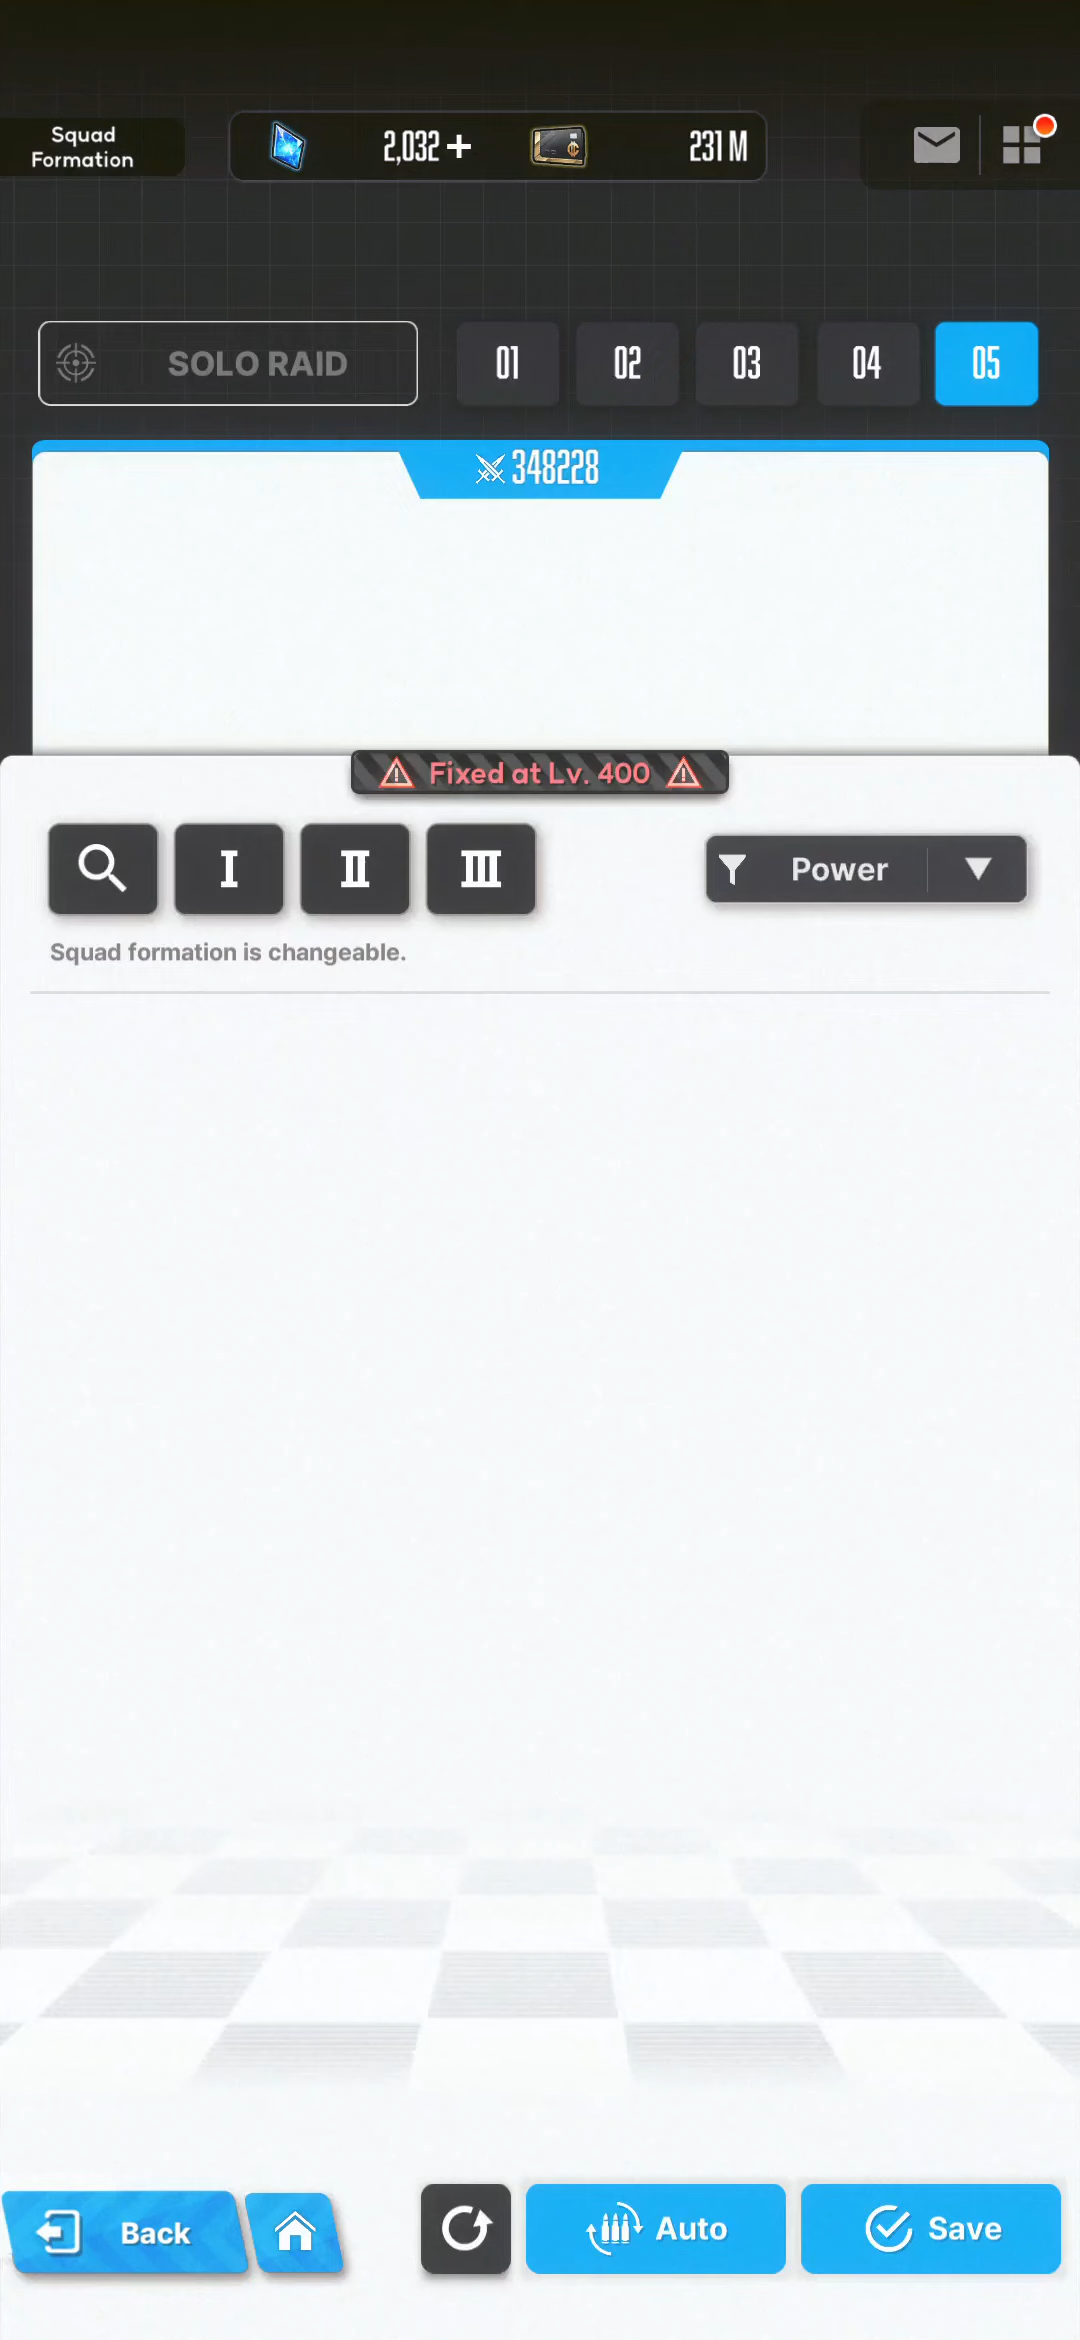 Squad
Formation
2,032
231 M
SOLO RAID
01
02
03
04
05
348228
Fixed at Lv. 400
I
II
III
Power
Squad formation is changeable.
Back
Auto
Save